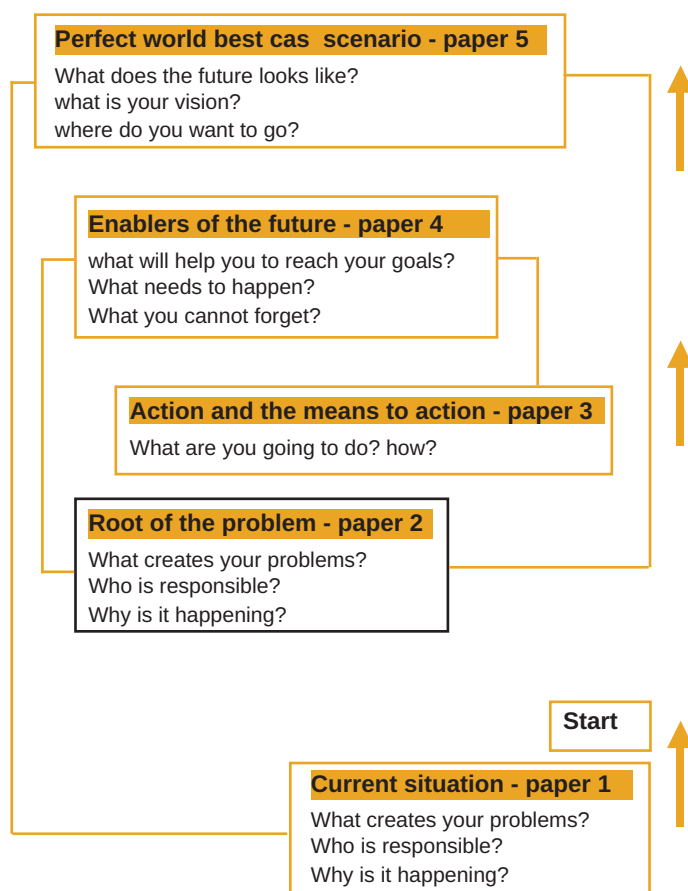 Perfect world best cas scenario - paper 5
What does the future looks like?
what is your vision?
where do you want to go?
Enablers of the future - paper 4
what will help you to reach your goals?
What needs to happen?
What you cannot forget?
Action and the means to action - paper 3
What are you going to do? how?
Root of the problem - paper 2
What creates your problems?
Who is responsible?
Why is it happening?
Start
Current situation - paper 1
What creates your problems?
Who is responsible?
Why is it happening?